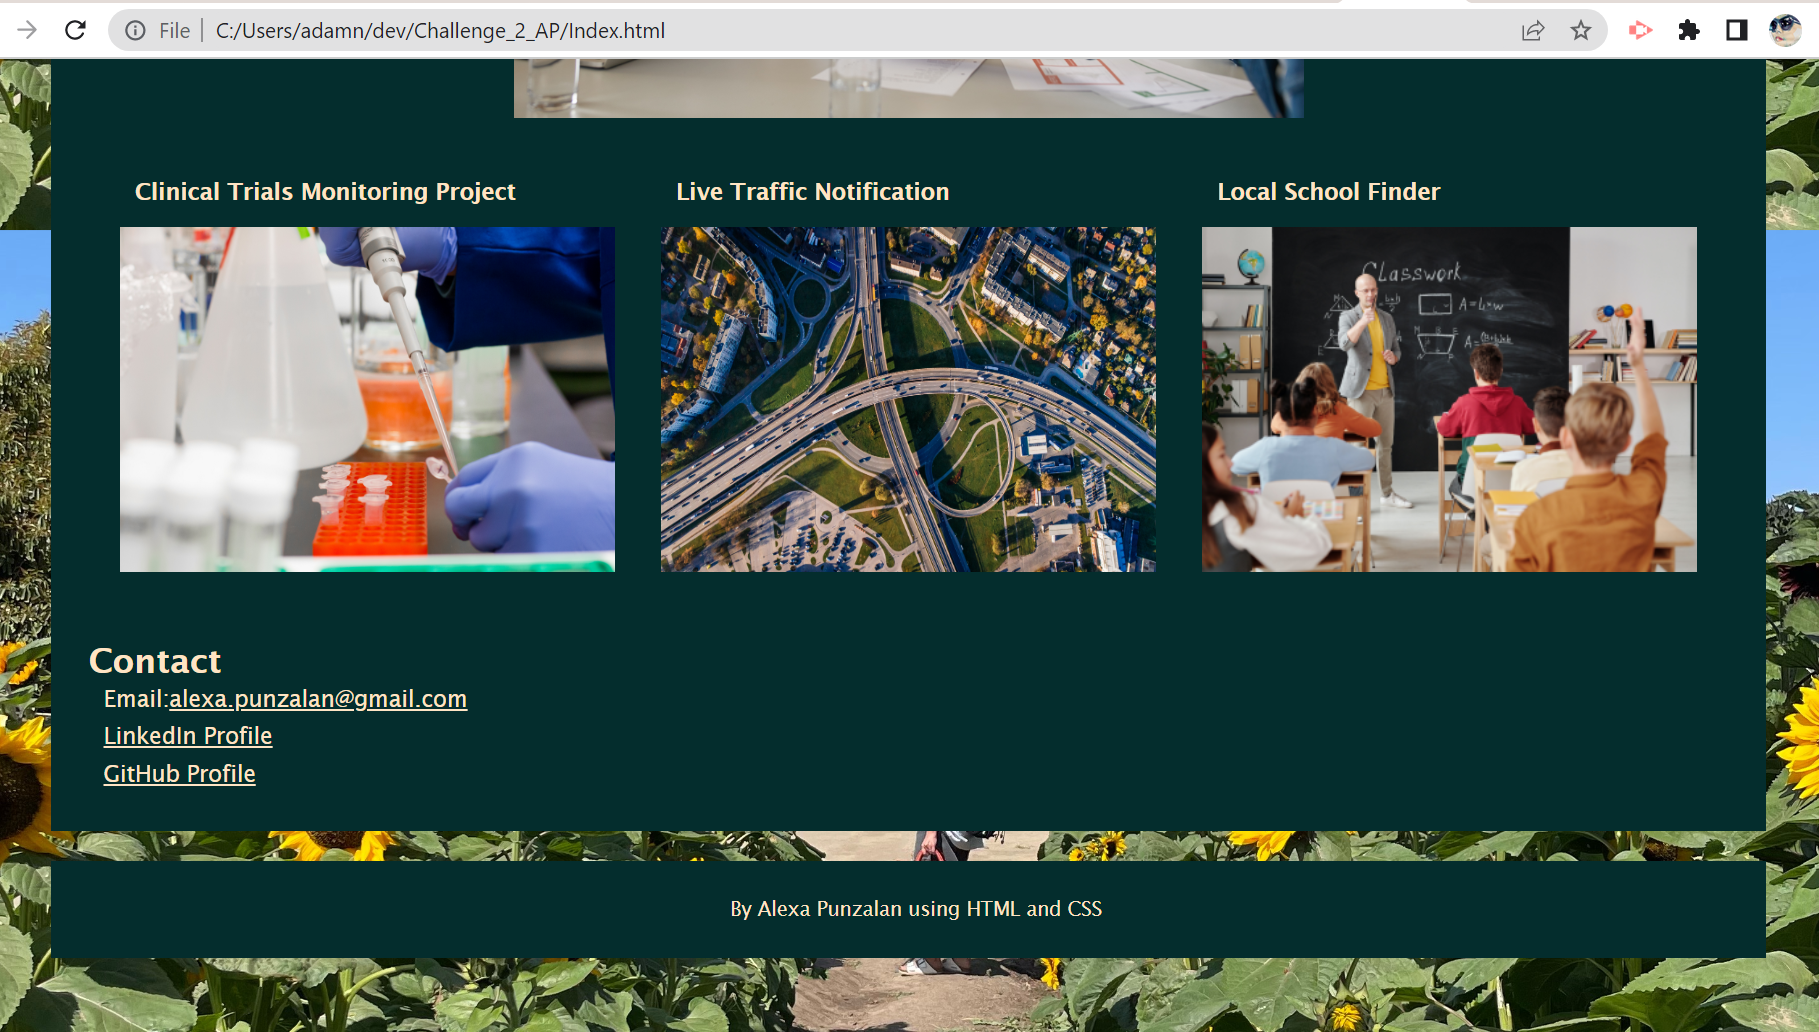 File | C:/Users/adamn/dev/Challenge_2_AP/Index.html
Clinical Trials Monitoring Project
Live Traffic Notification
Local School Finder
Classwork
A=L×W
Contact
Email:alexa.punzalan@gmail.com
LinkedIn Profile
GitHub Profile
By Alexa Punzalan using HTML and CSS